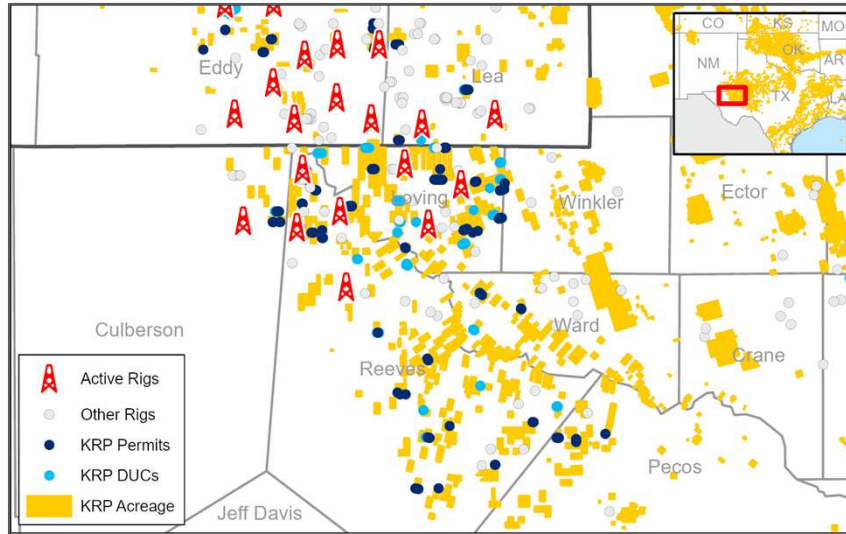 CO
KS
MO
NM
OK
AR
TX
LA
Eddy
Lea
Loving
Winkler
Ector
Culberson
Reeves
Ward
Crane
Pecos
Jeff Davis
Active Rigs
Other Rigs
KRP Permits
KRP DUCs
KRP Acreage